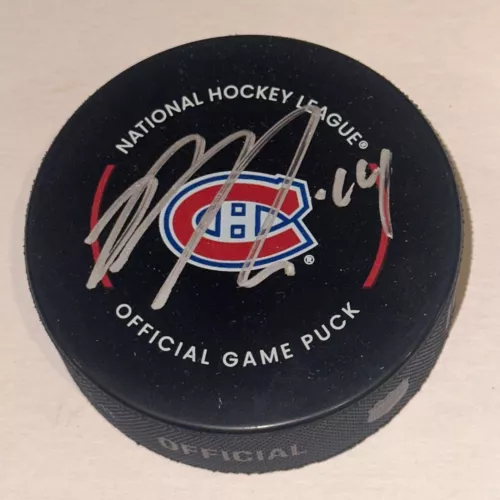 NATIONAL HOCKEY LEAGUE®
OFFICIAL GAME PUCK
®
OFFICIAL